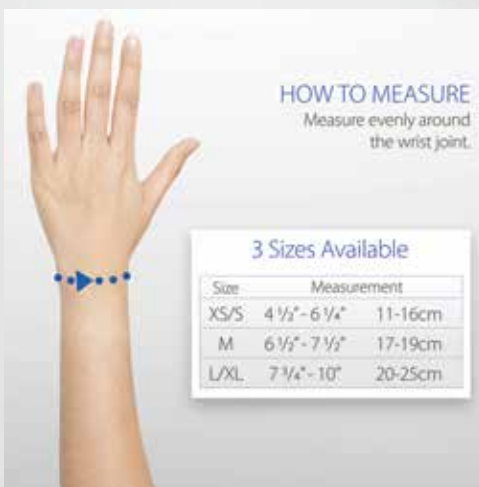 HOW TO MEASURE
Measure evenly around
the wrist joint.
3 Sizes Available
Size Measurement
XS/S 4 ½"- 6 ¼" 11-16cm
M 6 ½"- 7 ½" 17-19cm
L/XL 7 ¾"- 10" 20-25cm